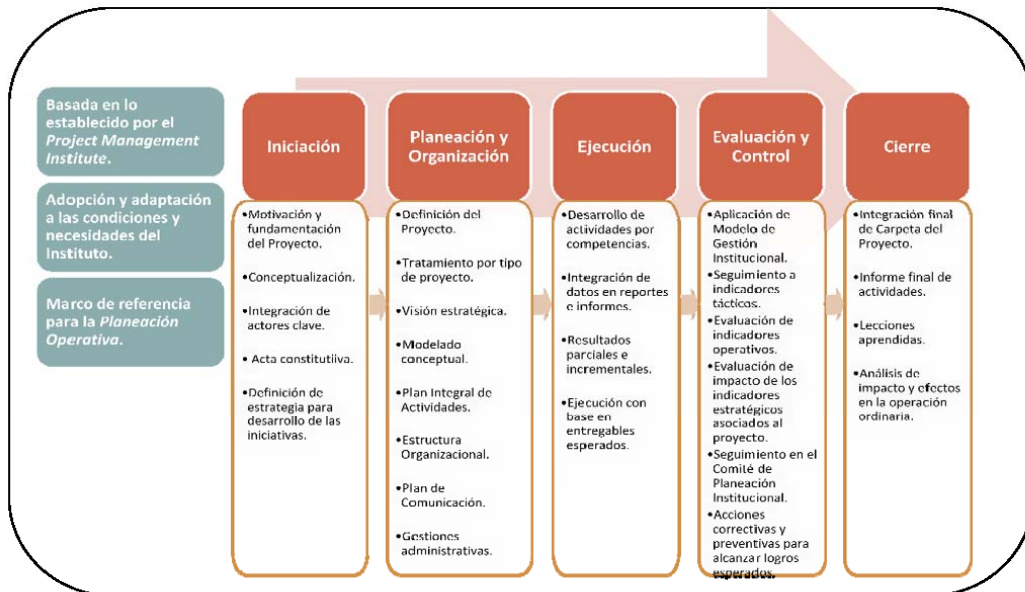 Basada en lo
establecido por el
Project Management
Institute.
Adopción y adaptación
a las condiciones y
necesidades del
Instituto.
Marco de referencia
para la Planeación
Operativa.
Iniciación
•Motivación y
fundamentación
del Proyecto.
•Conceptualización.
•Integración de
actores clave.
• Acta constitutiiva.
•Definición de
estrategia para
desarrollo de las
iniciativas.
Planeación y
Organización
•Definición del
Proyecto.
•Tratamiento por tipo
de proyecto.
•Visión estratégica.
•Modelado
conceptual.
•Plan Integral de
Actividades.
•Estructura
Organizacional.
•Plan de
Comunicación.
•Gestiones
administrativas.
Ejecución
•Desarrollo de
actividades por
competencias.
•Integración de
datos en reportes
e informes.
•Resultados
parciales e
incrementales.
•Ejecución con
base en
entregables
esperados.
Evaluación y
Control
•Aplicación de
Modelo de
Gestión
Institucional.
•Seguimiento a
indicadores
tácticos.
•Evaluación de
indicadores
operativos.
•Evaluación de
impacto de los
indicadores
estratégicos
asociados al
proyecto.
•Seguimiento en el
Comité de
Planeación
Institucional.
•Acciones
correctivas y
preventivas para
alcanzar logros
esperados.
Cierre
•Integración final
de Carpeta del
Proyecto.
•Informe final de
actividades.
•Lecciones
aprendidas.
•Análisis de
impacto y efectos
en la operación
ordinaria.